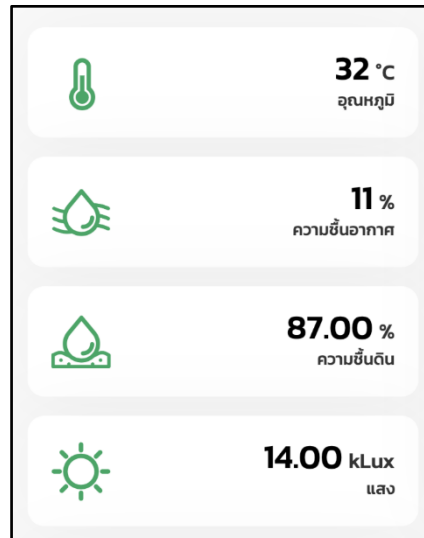 32 °C
อุณหภูมิ
11 %
ความชื้นอากาศ
87.00 %
ความชื้นดิน
14.00 kLux
แสง